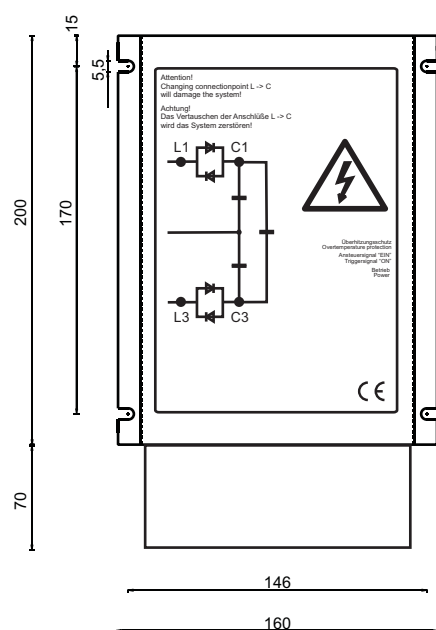 15
5,5
200
170
70
Attention!
Changing connectionpoint L -> C
will damage the system!
Achtung!
Das Vertauschen der Anschlüße L -> C
wird das System zerstören!
L1
C1
L3
C3
Überhitzungsschutz
Overtemperature protection
Ansteuersignal "EIN"
Triggersignal "ON"
Betrieb
Power
CE
146
160